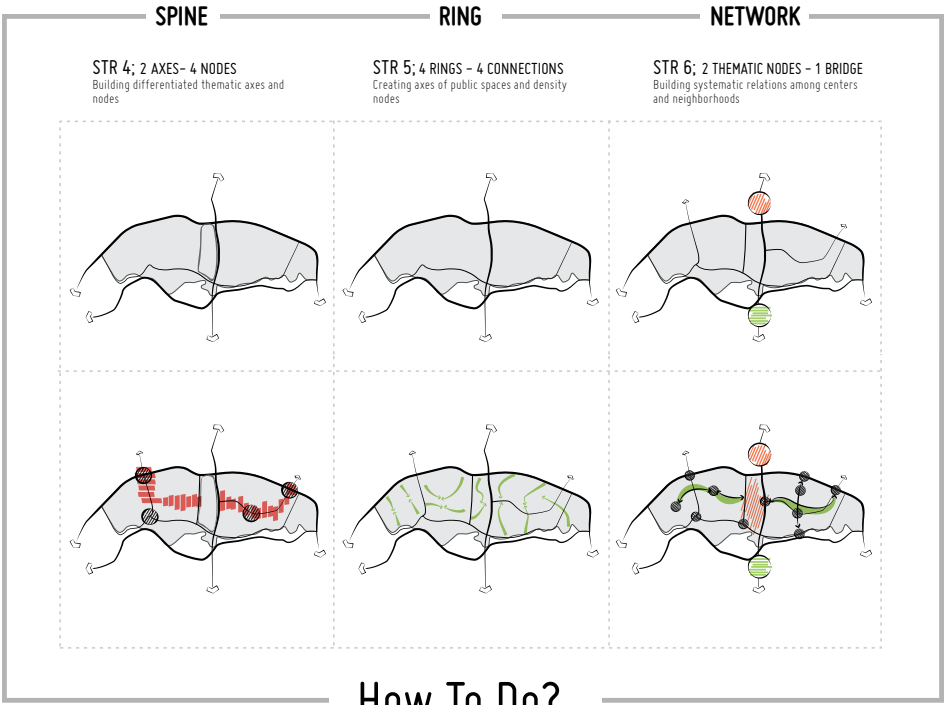 SPINE
RING
NETWORK
STR 4; 2 AXES- 4 NODES
Building differentiated thematic axes and
nodes
STR 5; 4 RINGS - 4 CONNECTIONS
Creating axes of public spaces and density
nodes
STR 6; 2 THEMATIC NODES - 1 BRIDGE
Building systematic relations among centers
and neighborhoods
How To Do?